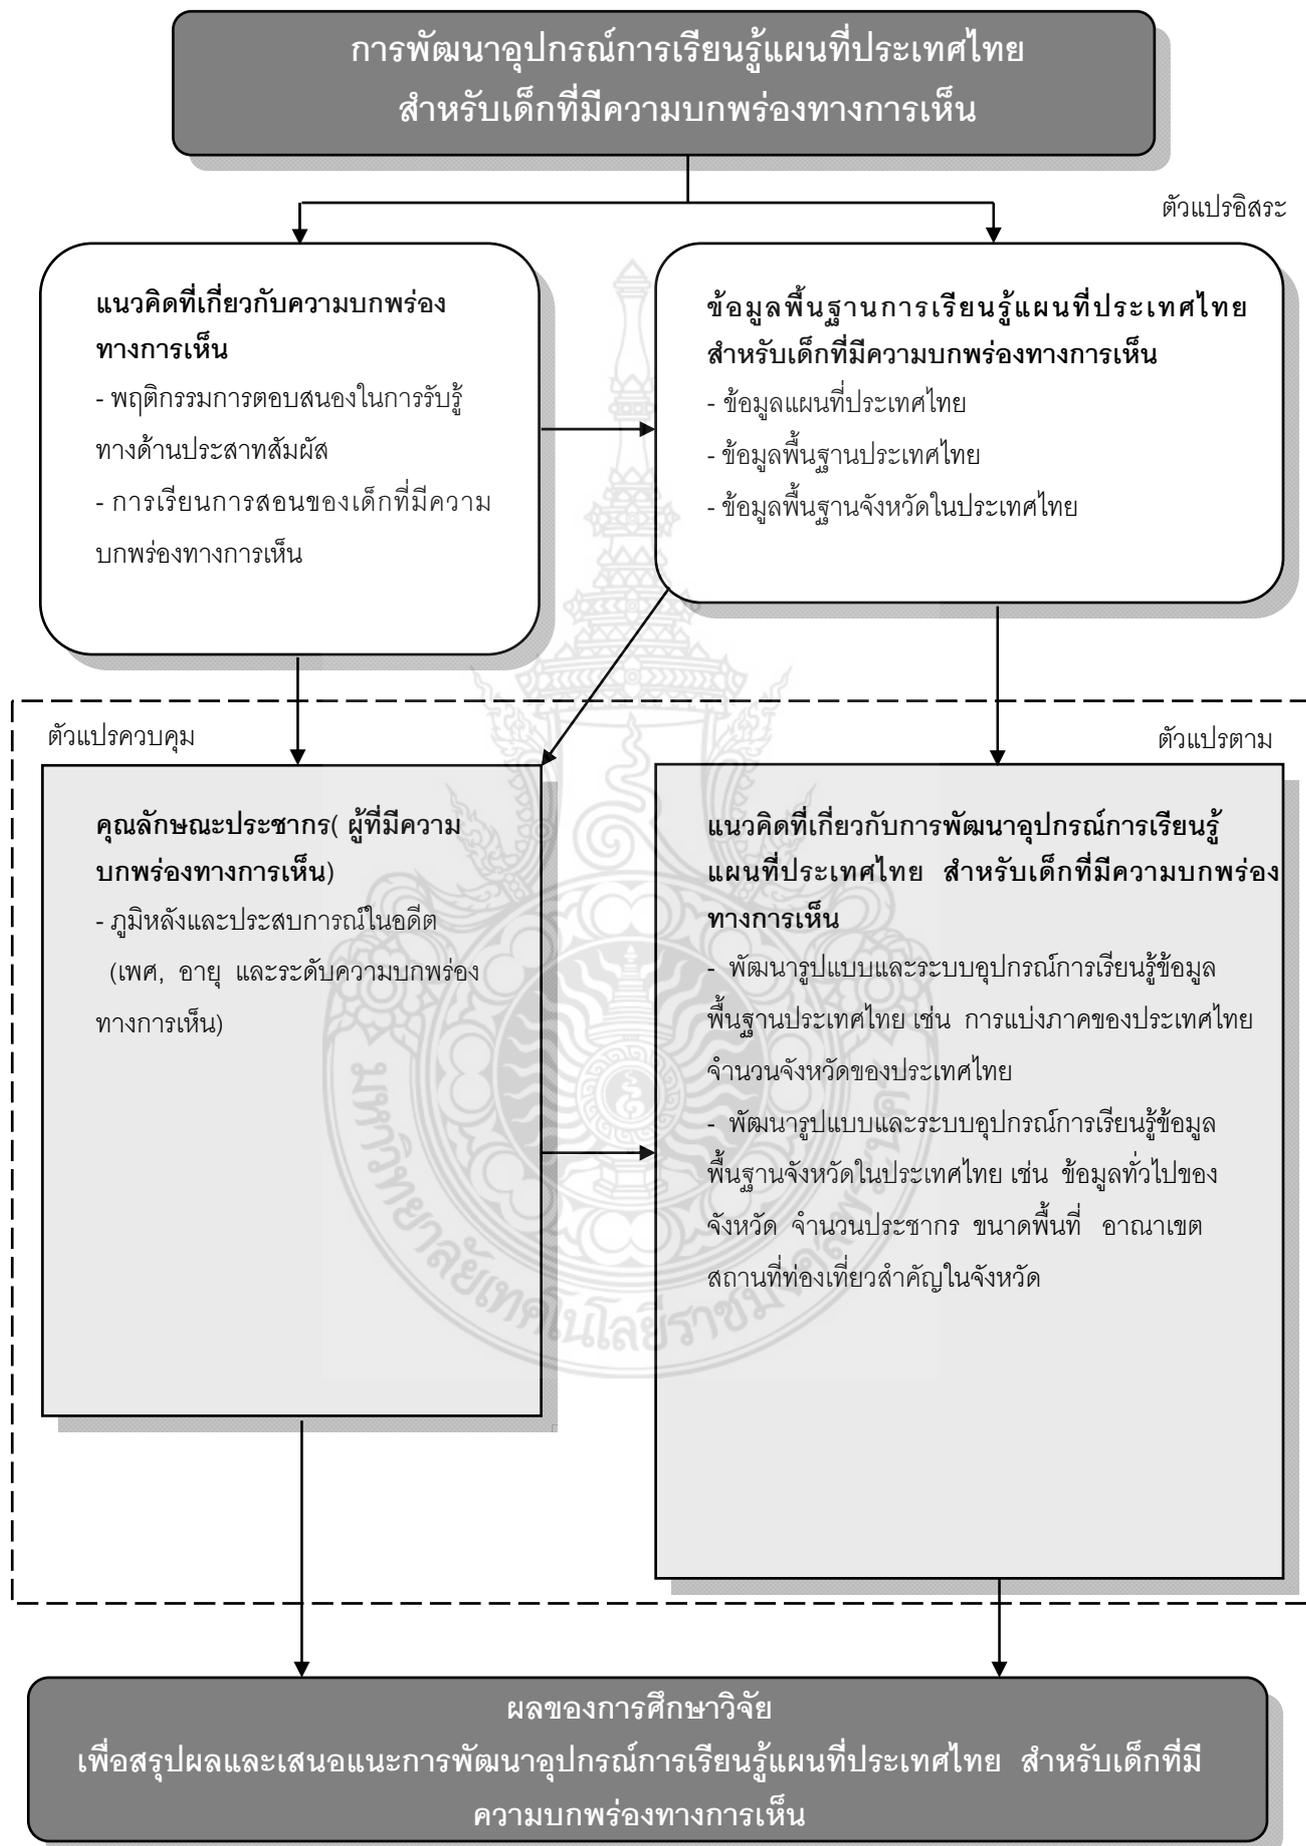 การพัฒนาอุปกรณ์การเรียนรู้แผนที่ประเทศไทย
สำหรับเด็กที่มีความบกพร่องทางการเห็น
ตัวแปรอิสระ
แนวคิดที่เกี่ยวกับความบกพร่อง
ทางการเห็น
- พฤติกรรมการตอบสนองในการรับรู้
ทางด้านประสาทสัมผัส
- การเรียนการสอนของเด็กที่มีความ
บกพร่องทางการเห็น
ข้อมูลพื้นฐานการเรียนรู้แผนที่ประเทศไทย
สำหรับเด็กที่มีความบกพร่องทางการเห็น
- ข้อมูลแผนที่ประเทศไทย
- ข้อมูลพื้นฐานประเทศไทย
- ข้อมูลพื้นฐานจังหวัดในประเทศไทย
ตัวแปรควบคุม
คุณลักษณะประชากร( ผู้ที่มีความ
บกพร่องทางการเห็น)
- ภูมิหลังและประสบการณ์ในอดีต
(เพศ, อายุ และระดับความบกพร่อง
ทางการเห็น)
ตัวแปรตาม
แนวคิดที่เกี่ยวกับการพัฒนาอุปกรณ์การเรียนรู้
แผนที่ประเทศไทย สำหรับเด็กที่มีความบกพร่อง
ทางการเห็น
- พัฒนารูปแบบและระบบอุปกรณ์การเรียนรู้ข้อมูล
พื้นฐานประเทศไทย เช่น การแบ่งภาคของประเทศไทย
จำนวนจังหวัดของประเทศไทย
- พัฒนารูปแบบและระบบอุปกรณ์การเรียนรู้ข้อมูล
พื้นฐานจังหวัดในประเทศไทย เช่น ข้อมูลทั่วไปของ
จังหวัด จำนวนประชากร ขนาดพื้นที่ อาณาเขต
สถานที่ท่องเที่ยวสำคัญในจังหวัด
มหาวิทยาลัยเทคโนโลยีราชมงคลพระนคร
ผลของการศึกษาวิจัย
เพื่อสรุปผลและเสนอแนะการพัฒนาอุปกรณ์การเรียนรู้แผนที่ประเทศไทย สำหรับเด็กที่มี
ความบกพร่องทางการเห็น